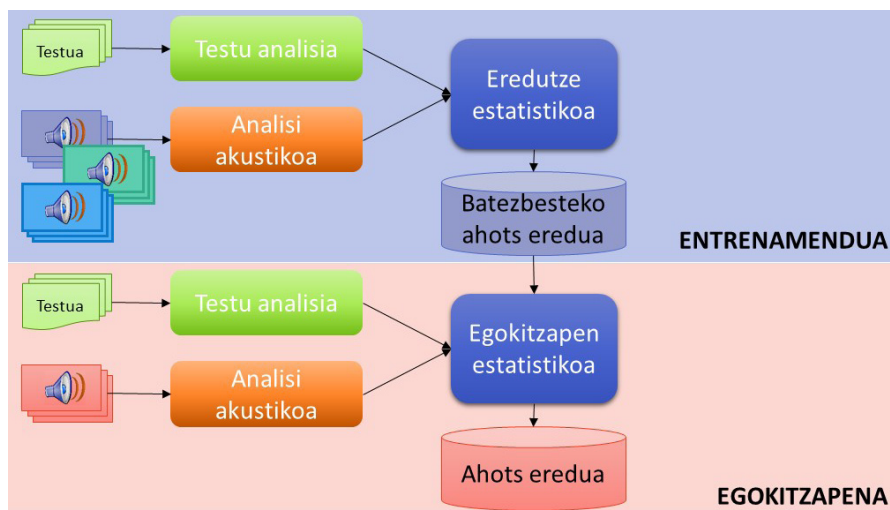 Testua
Testu analisia
Analisi
akustikoa
Eredutze
estatistikoa
Batezbesteko
ahots eredua
ENTRENAMENDUA
Testua
Testu analisia
Analisi
akustikoa
Egokitzapen
estatistikoa
Ahots eredua
EGOKITZAPENA